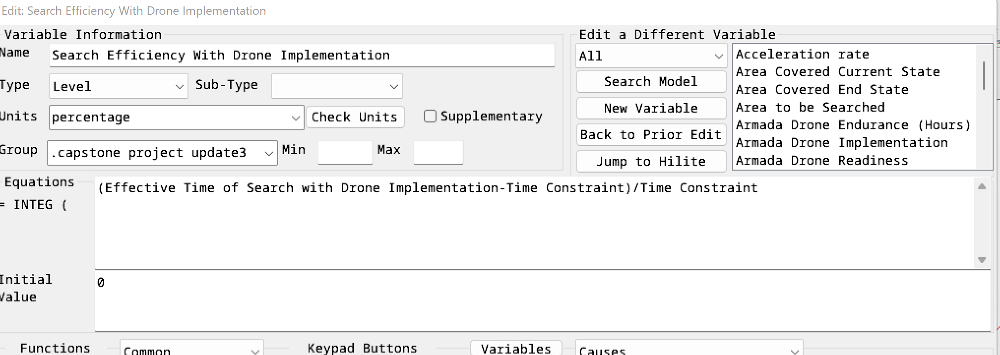 Edit: Search Efficiency With Drone Implementation
Variable Information
Name
Search Efficiency With Drone Implementation
Type
Level
Sub-Type
Units
percentage
Check Units
Supplementary
Group
.capstone project update3
Min
Max
Edit a Different Variable
All
Search Model
New Variable
Back to Prior Edit
Jump to Hilite
Acceleration rate
Area Covered Current State
Area Covered End State
Area to be Searched
Armada Drone Endurance (Hours)
Armada Drone Implementation
Armada Drone Readiness
Equations
= INTEG (
(Effective Time of Search with Drone Implementation-Time Constraint)/Time Constraint
Initial
Value
0
Functions
Common
Keypad Buttons
Variables
Causes